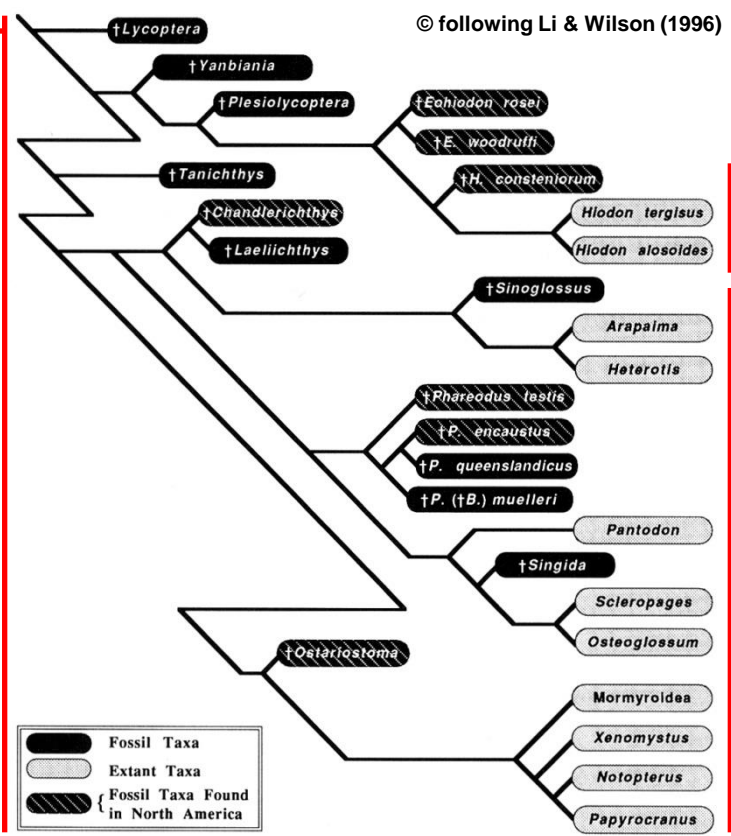 © following Li & Wilson (1996)
†Lycoptera
†Yanbiania
†Plesiolycoptera
†Eohiodon rosei
†E. woodruffi
†Tanichthys
†H. consteniorum
†Chandlerichthys
Hiodon tergisus
†Laeliichthys
Hiodon alosoides
†Sinoglossus
Arapaima
Heterotis
†Phareodus testis
†P. encaustus
†P. queenslandicus
†P. (†B.) muelleri
Pantodon
†Singida
Scleropages
Osteoglossum
†Ostariostoma
Mormyroidea
Xenomystus
Notopterus
Papyrocranus
Fossil Taxa
Extant Taxa
{ Fossil Taxa Found
in North America